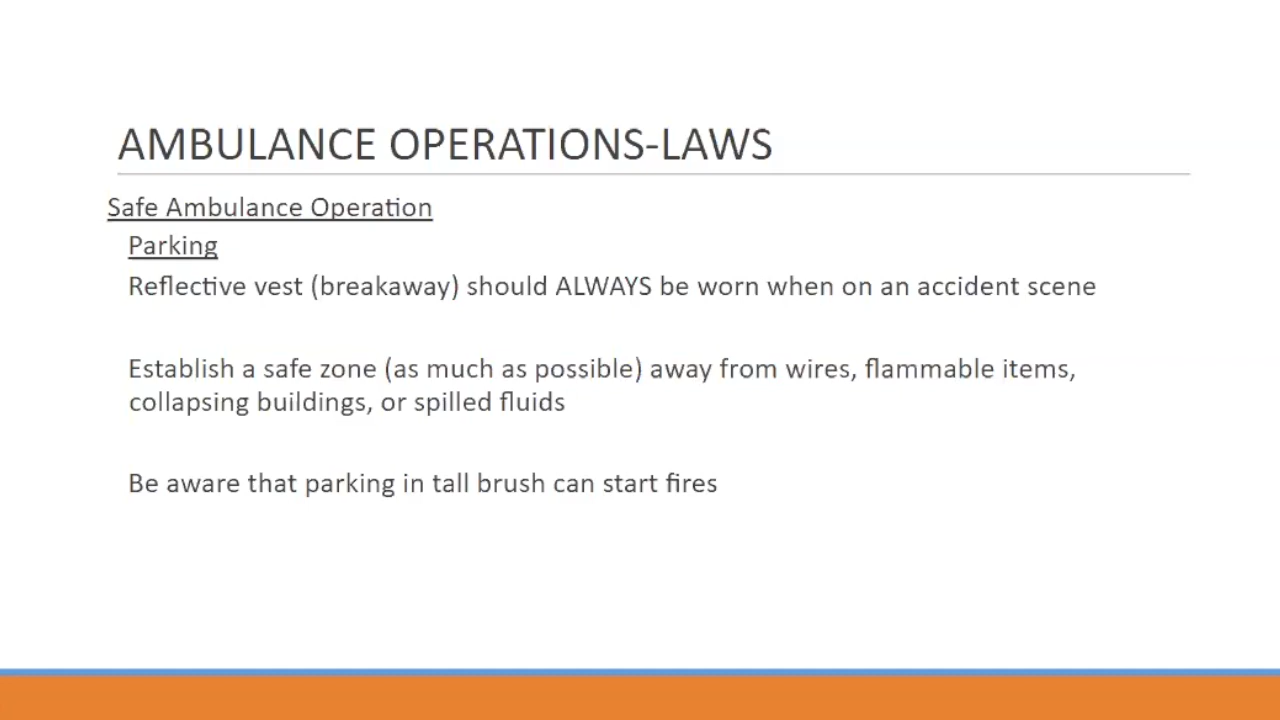 AMBULANCE OPERATIONS-LAWS
Safe Ambulance Operation
Parking
Reflective vest (breakaway) should ALWAYS be worn when on an accident scene
Establish a safe zone (as much as possible) away from wires, flammable items,
collapsing buildings, or spilled fluids
Be aware that parking in tall brush can start fires